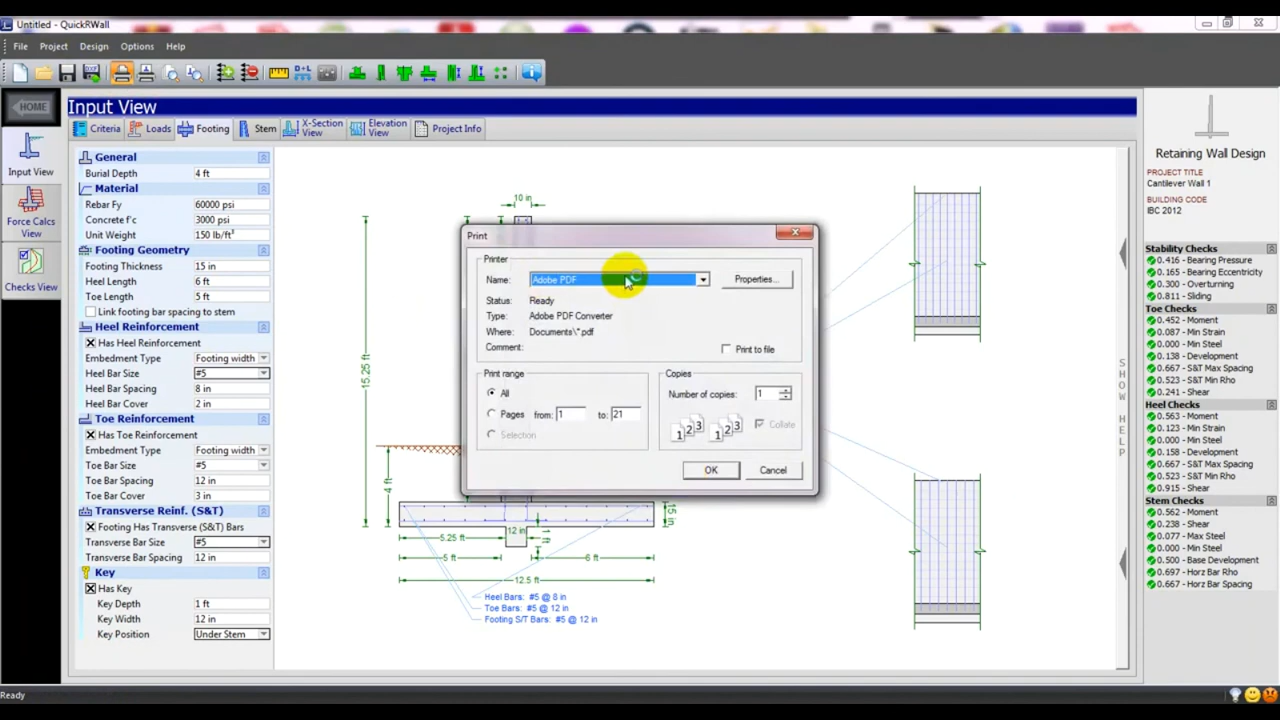 Untitled - QuickRWall
File Project Design Options Help
HOME
Input View
Force Calcs View
Checks View
Input View
Criteria Loads Footing Stem X-Section View Elevation View Project Info
General
Burial Depth 4 ft
Material
Rebar Fy 60000 psi
Concrete f'c 3000 psi
Unit Weight 150 lb/ft³
Footing Geometry
Footing Thickness 15 in
Heel Length 6 ft
Toe Length 5 ft
Link footing bar spacing to stem
Heel Reinforcement
Has Heel Reinforcement
Embedment Type Footing width
Heel Bar Size #5
Heel Bar Spacing 8 in
Heel Bar Cover 2 in
Toe Reinforcement
Has Toe Reinforcement
Embedment Type Footing width
Toe Bar Size #5
Toe Bar Spacing 12 in
Toe Bar Cover 3 in
Transverse Reinf. (S&T)
Footing Has Transverse (S&T) Bars
Transverse Bar Size #5
Transverse Bar Spacing 12 in
Key
Has Key
Key Depth 1 ft
Key Width 12 in
Key Position Under Stem
10 in
15.25 ft
4 ft
15 in
12 in
1 ft
5.25 ft
5 ft
6 ft
12.5 ft
Heel Bars: #5 @ 8 in
Toe Bars: #5 @ 12 in
Footing S/T Bars: #5 @ 12 in
Print
Printer
Name: Adobe PDF Properties...
Status: Ready
Type: Adobe PDF Converter
Where: Documents\*.pdf
Comment:
Print to file
Print range
All
Pages from: 1 to: 21
Selection
Copies
Number of copies: 1
1 2 3 1 2 3
Collate
OK Cancel
SHOW HELP
Retaining Wall Design
PROJECT TITLE
Cantilever Wall 1
BUILDING CODE
IBC 2012
Stability Checks
0.416 - Bearing Pressure
0.165 - Bearing Eccentricity
0.300 - Overturning
0.811 - Sliding
Toe Checks
0.452 - Moment
0.087 - Min Strain
0.000 - Min Steel
0.138 - Development
0.667 - S&T Max Spacing
0.523 - S&T Min Rho
0.241 - Shear
Heel Checks
0.563 - Moment
0.123 - Min Strain
0.000 - Min Steel
0.158 - Development
0.667 - S&T Max Spacing
0.523 - S&T Min Rho
0.915 - Shear
Stem Checks
0.562 - Moment
0.238 - Shear
0.077 - Max Steel
0.000 - Min Steel
0.500 - Base Development
0.697 - Horz Bar Rho
0.667 - Horz Bar Spacing
Ready